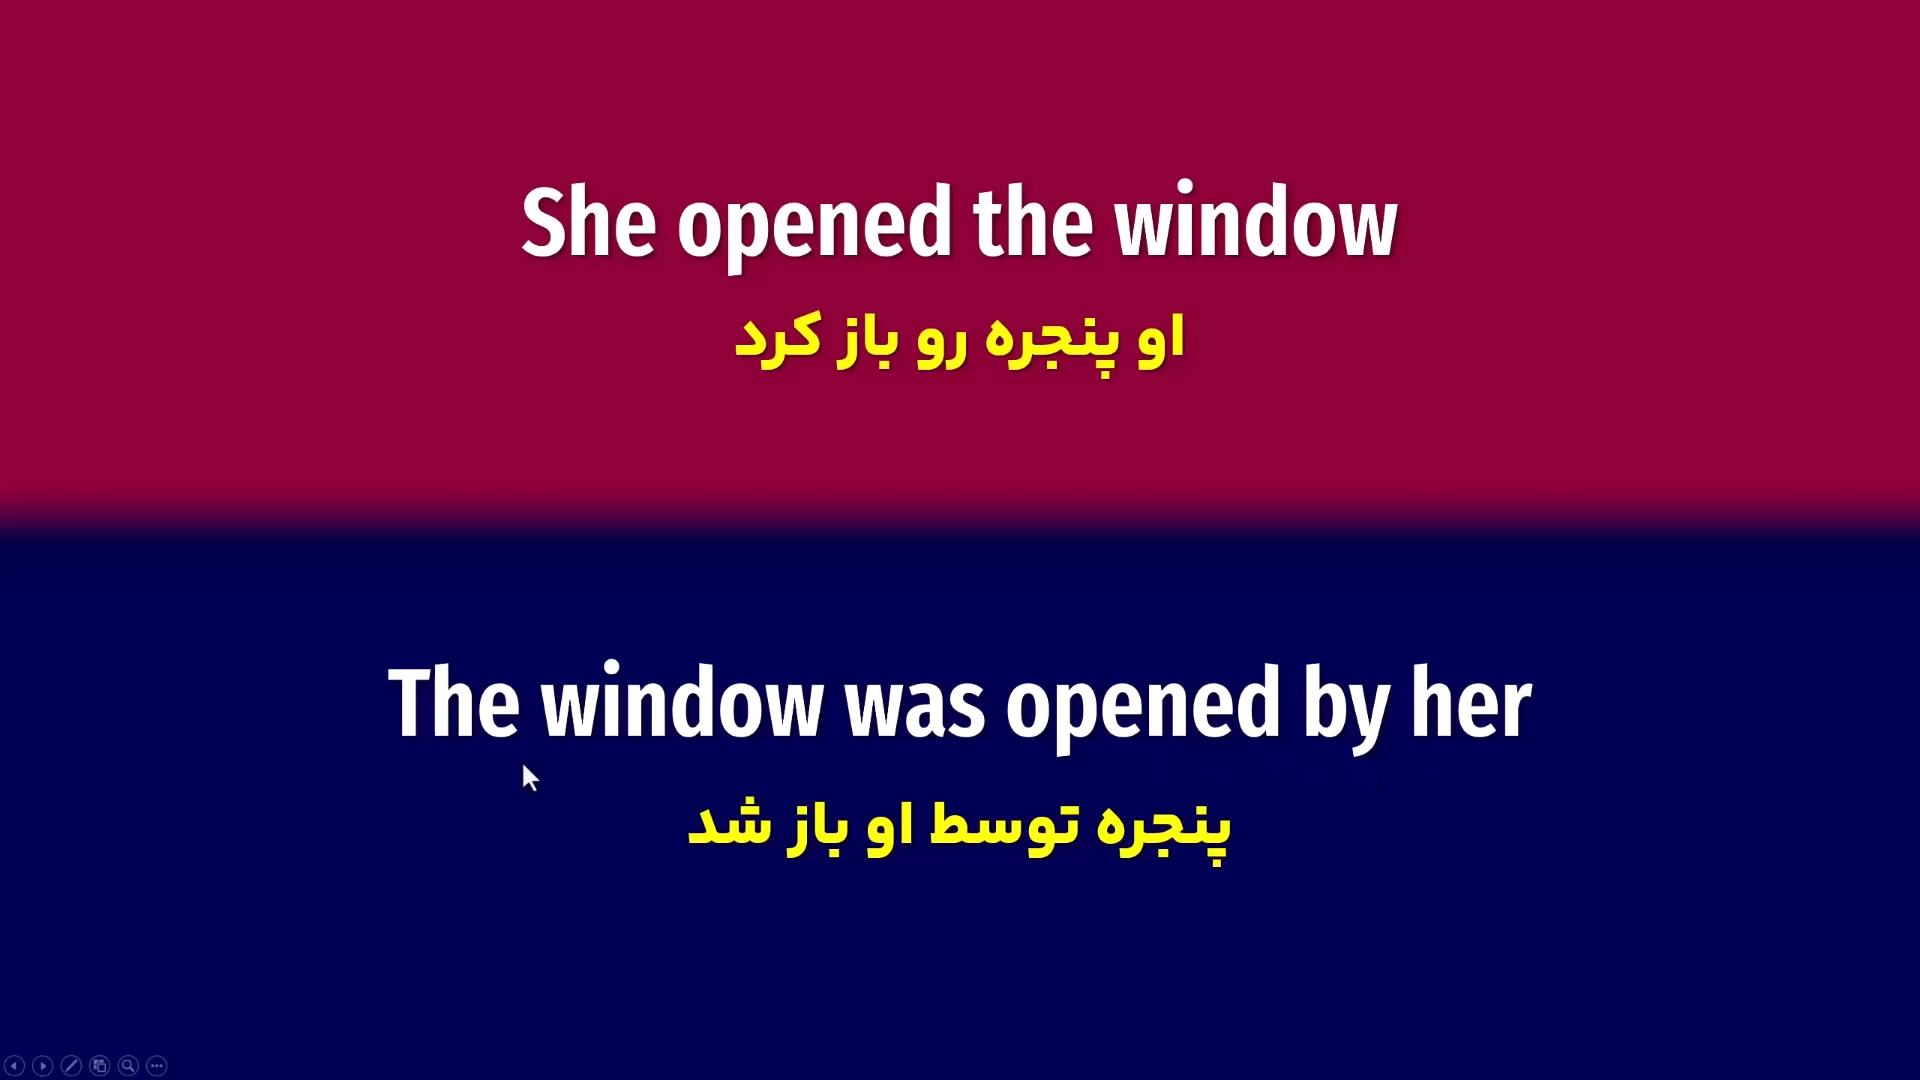 She opened the window
او پنجره رو باز کرد
The window was opened by her
پنجره توسط او باز شد